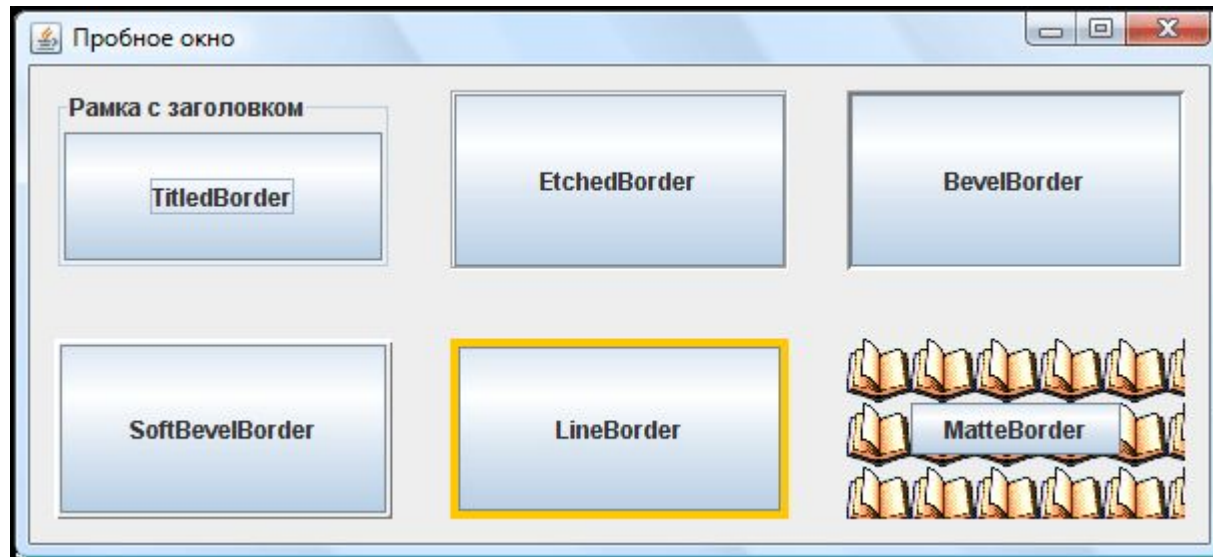 Пробное окно
Рамка с заголовком
TitledBorder
EtchedBorder
BevelBorder
SoftBevelBorder
LineBorder
MatteBorder